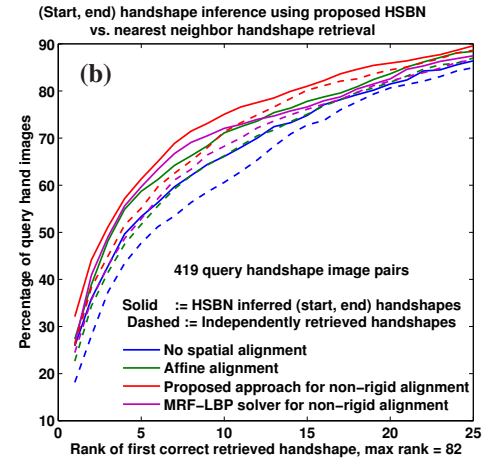 (Start, end) handshape inference using proposed HSBN
vs. nearest neighbor handshape retrieval
(b)
Percentage of query hand images
90
80
70
60
50
40
30
20
10
419 query handshape image pairs
Solid := HSBN inferred (start, end) handshapes
Dashed := Independently retrieved handshapes
No spatial alignment
Affine alignment
Proposed approach for non-rigid alignment
MRF-LBP solver for non-rigid alignment
0 5 10 15 20 25
Rank of first correct retrieved handshape, max rank = 82